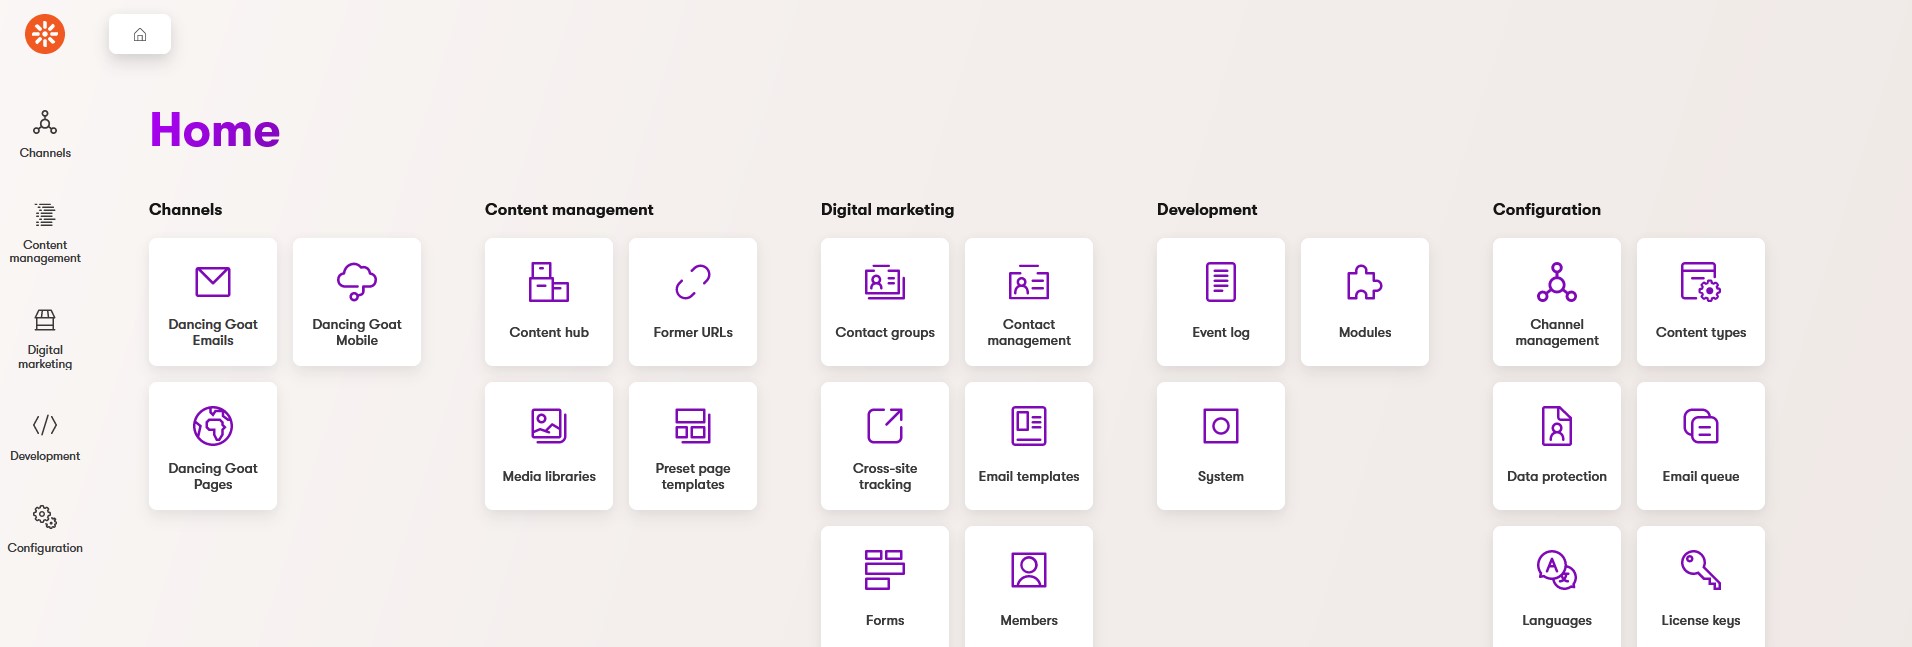 Home
Channels
Content
management
Digital
marketing
Development
Configuration
Channels
Dancing Goat
Emails
Dancing Goat
Mobile
Dancing Goat
Pages
Content management
Content hub
Former URLs
Media libraries
Preset page
templates
Digital marketing
Contact groups
Contact
management
Cross-site
tracking
Email templates
Forms
Members
Development
Event log
Modules
System
Configuration
Channel
management
Content types
Data protection
Email queue
Languages
License keys